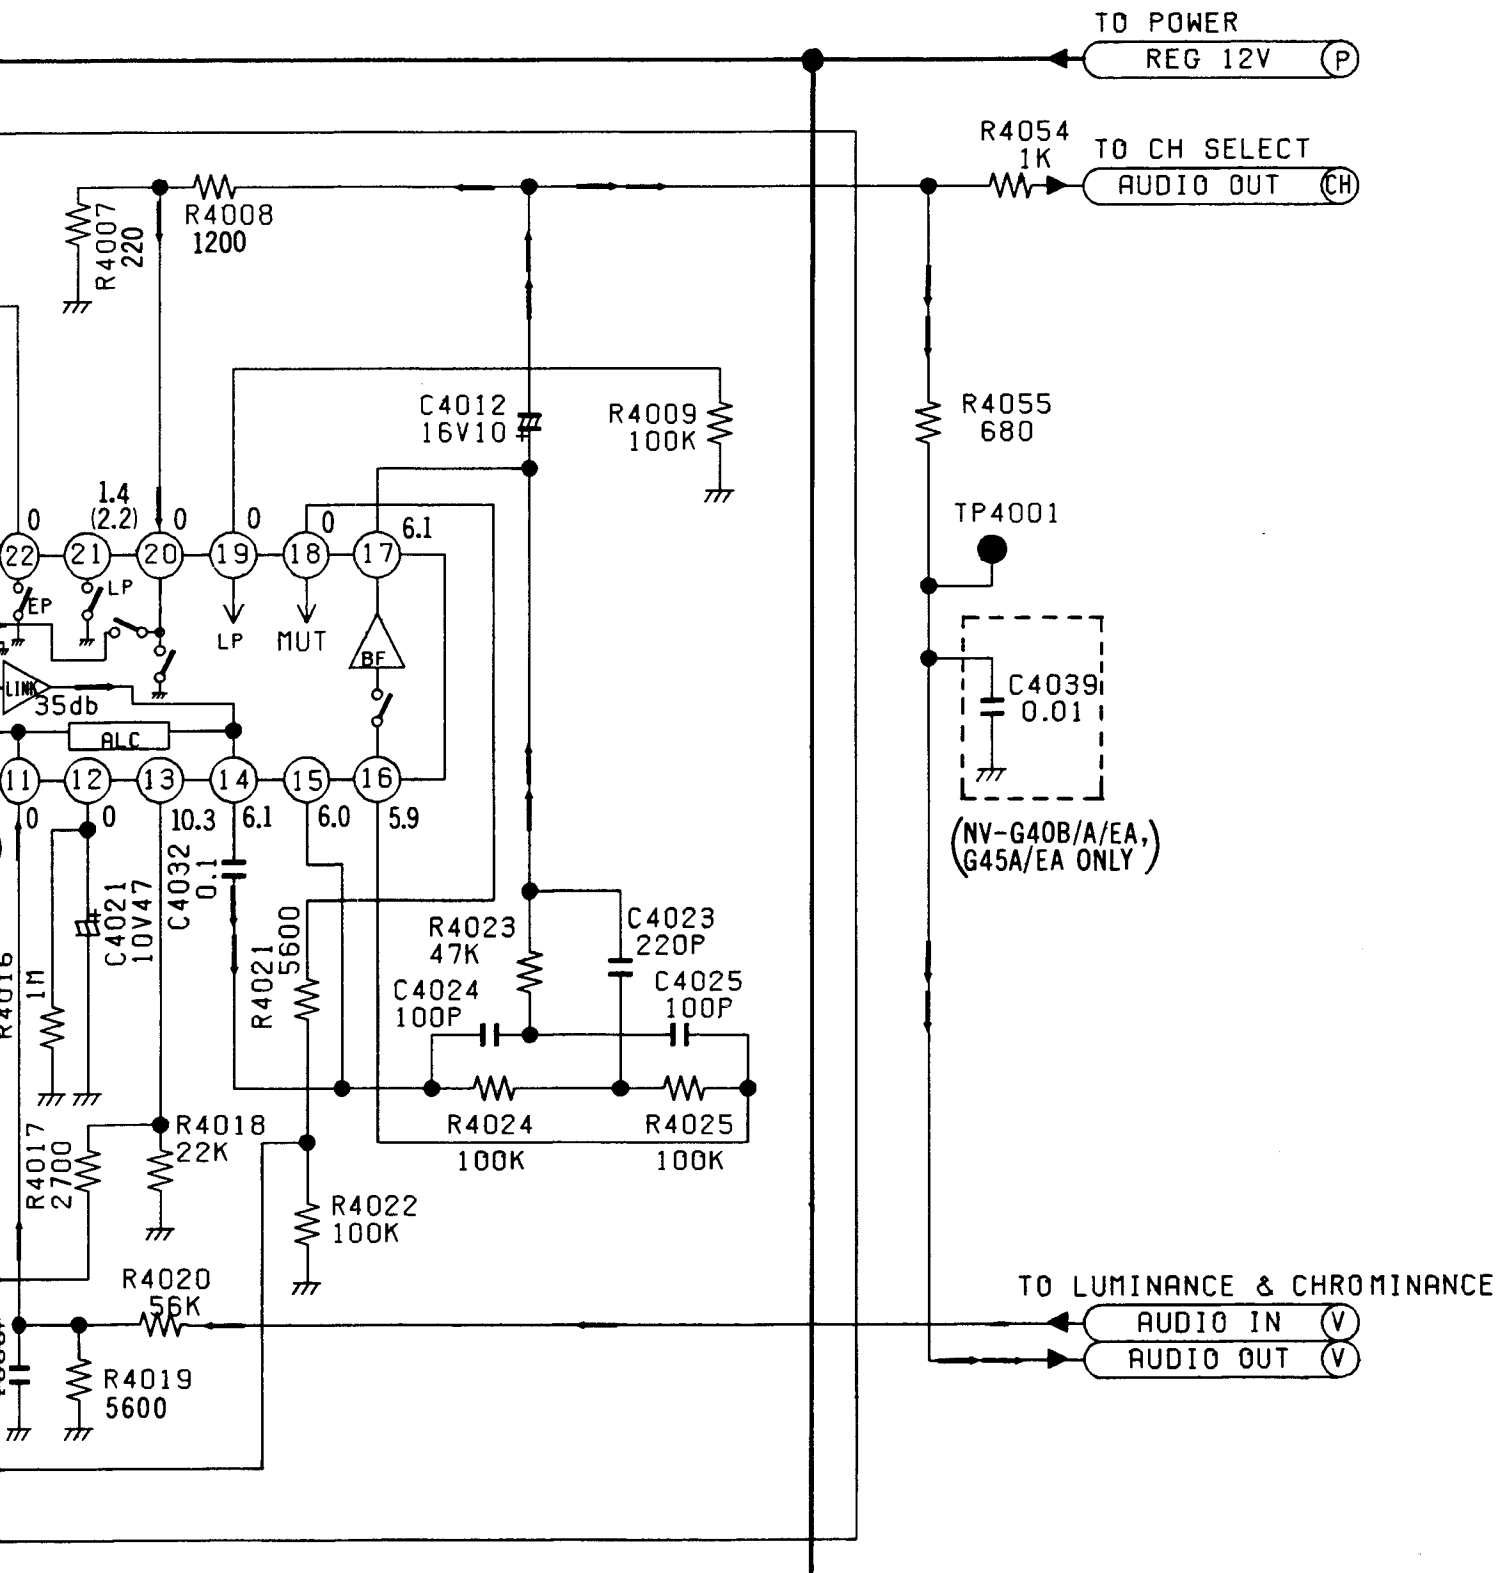 TO POWER
REG 12V P
R4054
1K
TO CH SELECT
AUDIO OUT CH
R4007
220
R4008
1200
C4012
16V10 +
R4009
100K
R4055
680
TP4001
0
1.4
(2.2)
0
0
0
6.1
22 21 20 19 18 17
EP
LP
LP
MUT
BF
LINK
35db
ALC
11 12 13 14 15 16
0
0
10.3
6.1
6.0
5.9
C4039
0.01
(NV-G40B/A/EA,
G45A/EA ONLY)
R4016
1M
+
C4021
10V47
C4032
0.1
R4021
5600
R4023
47K
C4023
220P
C4024
100P
C4025
100P
R4024
100K
R4025
100K
R4017
2700
R4018
22K
R4022
100K
R4020
56K
R4019
5600
TO LUMINANCE & CHROMINANCE
AUDIO IN V
AUDIO OUT V